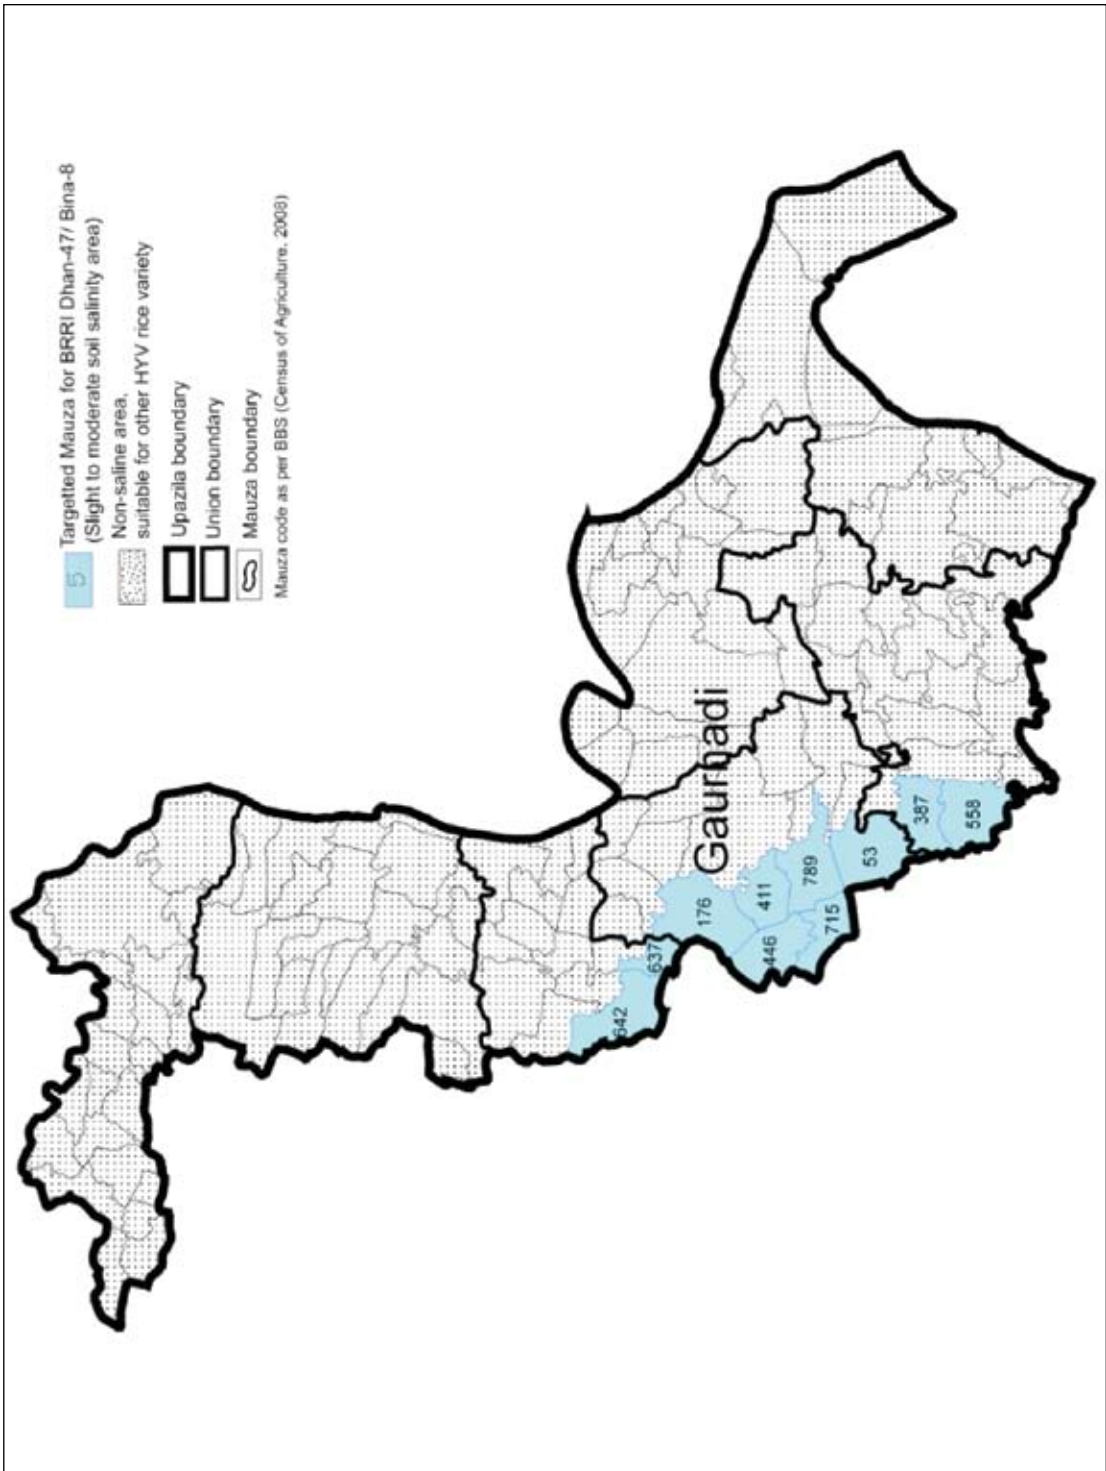 5
Targetted Mauza for BRRI Dhan-47/ Bina-8
(Slight to moderate soil salinity area)
Non-saline area,
suitable for other HYV rice variety
Upazila boundary
Union boundary
Mauza boundary
Mauza code as per BBS (Census of Agriculture, 2008)
Gaurnadi
642
637
176
446
411
715
789
53
387
558